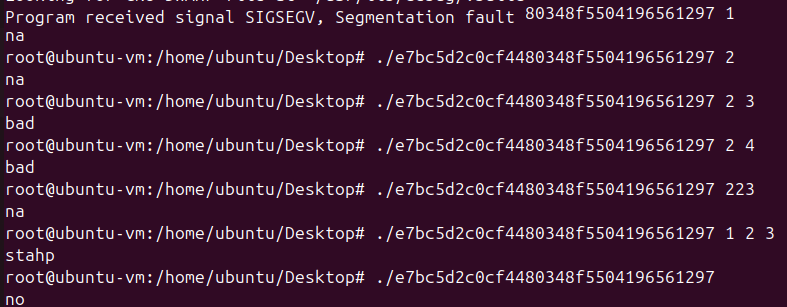 Program received signal SIGSEGV, Segmentation fault 80348f5504196561297 1
na
root@ubuntu-vm:/home/ubuntu/Desktop# ./e7bc5d2c0cf4480348f5504196561297 2
na
root@ubuntu-vm:/home/ubuntu/Desktop# ./e7bc5d2c0cf4480348f5504196561297 2 3
bad
root@ubuntu-vm:/home/ubuntu/Desktop# ./e7bc5d2c0cf4480348f5504196561297 2 4
bad
root@ubuntu-vm:/home/ubuntu/Desktop# ./e7bc5d2c0cf4480348f5504196561297 223
na
root@ubuntu-vm:/home/ubuntu/Desktop# ./e7bc5d2c0cf4480348f5504196561297 1 2 3
stahp
root@ubuntu-vm:/home/ubuntu/Desktop# ./e7bc5d2c0cf4480348f5504196561297
no